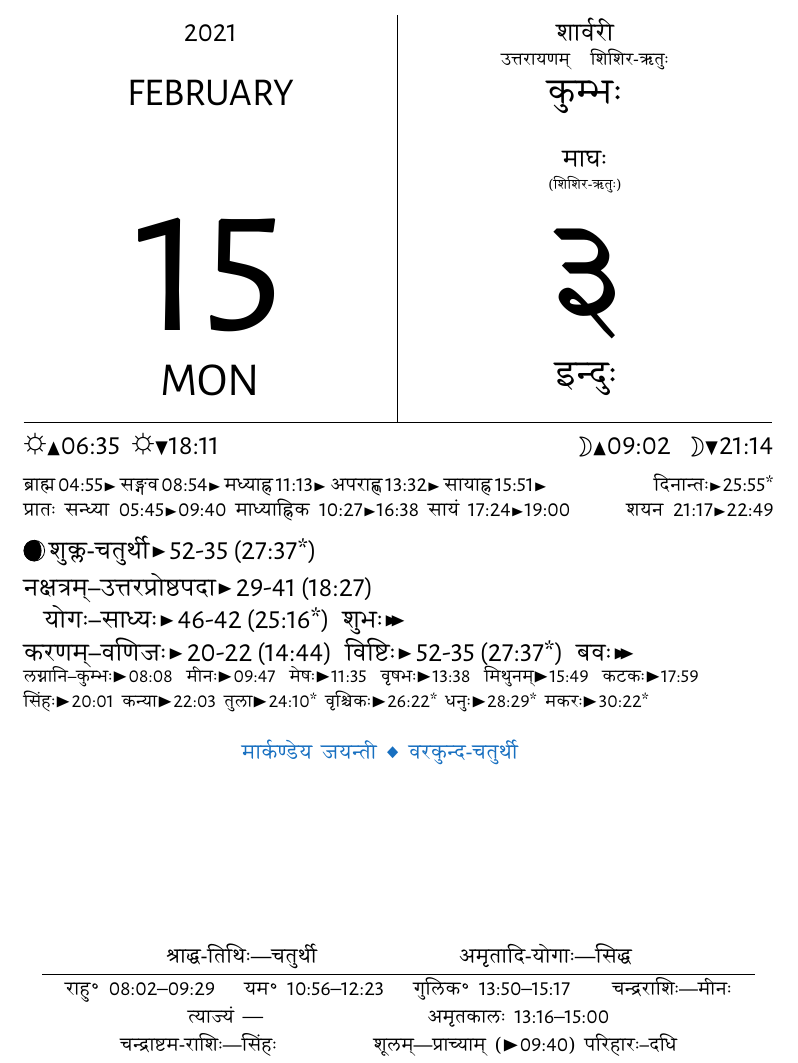 2021
FEBRUARY
15
MON
शार्वरी
उत्तरायणम् शिशिर-ऋतुः
कुम्भः
माघः
(शिशिर-ऋतुः)
३
इन्दुः
☼▲06:35 ☼▼18:11 ☽▲09:02 ☽▼21:14
ब्राह्म 04:55► सङ्गव 08:54► मध्याह्न 11:13► अपराह्ण 13:32► सायाह्न 15:51► दिनान्तः►25:55*
प्रातः सन्ध्या 05:45►09:40 माध्याह्निक 10:27►16:38 सायं 17:24►19:00 शयन 21:17►22:49
शुक्ल-चतुर्थी►52-35 (27:37*)
नक्षत्रम्–उत्तरप्रोष्ठपदा►29-41 (18:27)
योगः–साध्यः►46-42 (25:16*) शुभः►►
करणम्–वणिजः►20-22 (14:44) विष्टिः►52-35 (27:37*) बवः►►
लग्नानि–कुम्भः►08:08 मीनः►09:47 मेषः►11:35 वृषभः►13:38 मिथुनम्►15:49 कटकः►17:59
सिंहः►20:01 कन्या►22:03 तुला►24:10* वृश्चिकः►26:22* धनुः►28:29* मकरः►30:22*
मार्कण्डेय जयन्ती ◆ वरकुन्द-चतुर्थी
श्राद्ध-तिथिः—चतुर्थी अमृतादि-योगाः—सिद्ध
राहु° 08:02–09:29 यम° 10:56–12:23 गुलिक° 13:50–15:17 चन्द्रराशिः—मीनः
त्याज्यं — अमृतकालः 13:16–15:00
चन्द्राष्टम-राशिः—सिंहः शूलम्—प्राच्याम् (►09:40) परिहारः–दधि